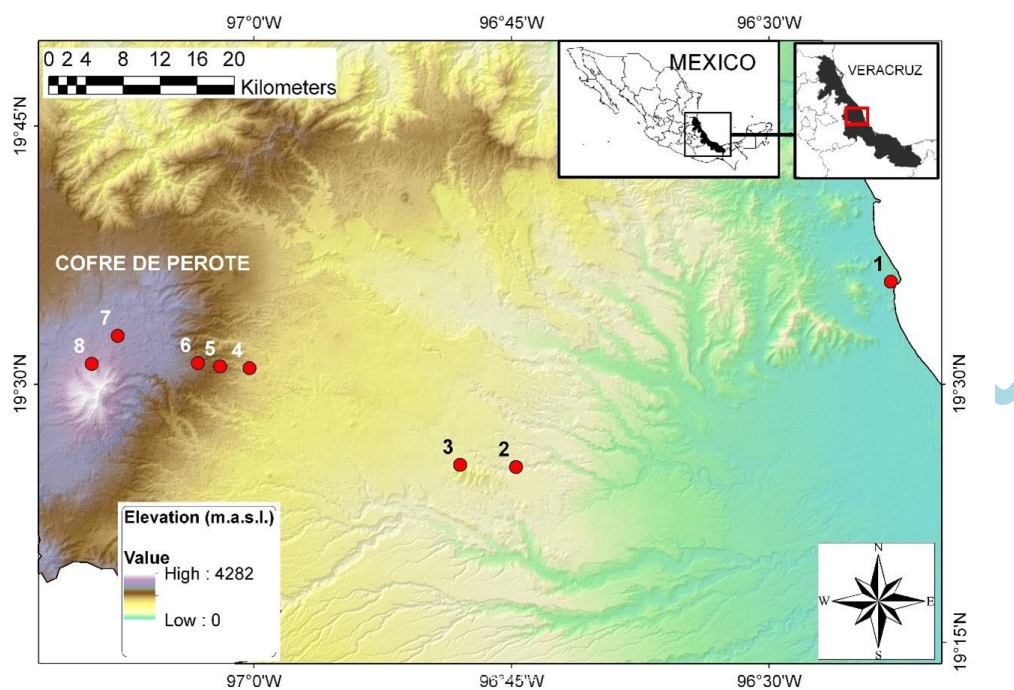 97°0'W 96°45'W 96°30'W
0 2 4 8 12 16 20
Kilometers
MEXICO
VERACRUZ
19°45'N
19°45'N
COFRE DE PEROTE
1
7
8
6
5
4
19°30'N
19°30'N
3
2
Elevation (m.a.s.l.)
Value
High : 4282
Low : 0
N
W
E
S
19°15'N
97°0'W 96°45'W 96°30'W